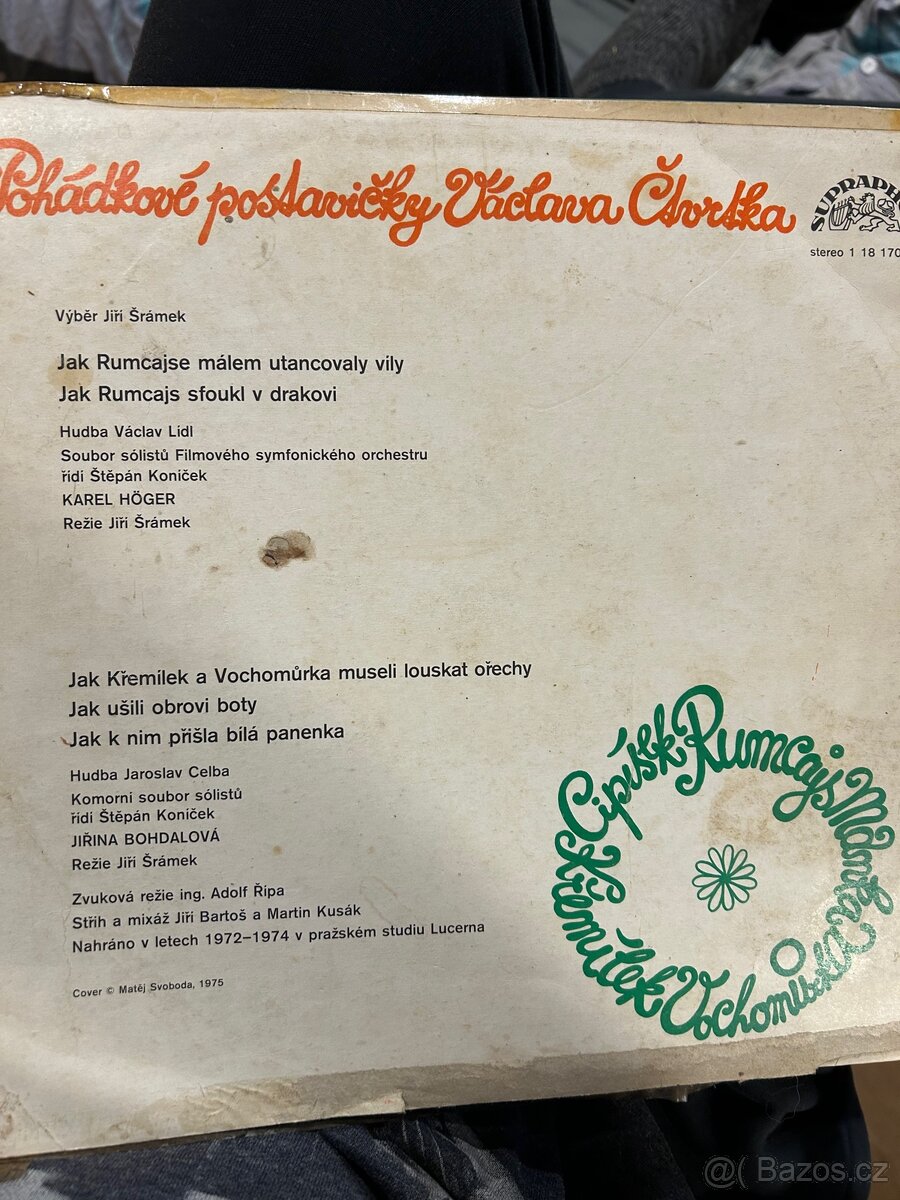 Pohádkové postavičky Václava Čtvrtka
SUPRAPH
stereo 1 18 170
Výběr Jiří Šrámek
Jak Rumcajse málem utancovaly víly
Jak Rumcajs sfoukl v drakovi
Hudba Václav Lidl
Soubor sólistů Filmového symfonického orchestru
řídí Štěpán Koníček
KAREL HÖGER
Režie Jiří Šrámek
Jak Křemílek a Vochomůrka museli louskat ořechy
Jak ušili obrovi boty
Jak k nim přišla bílá panenka
Hudba Jaroslav Celba
Komorní soubor sólistů
řídí Štěpán Koníček
JIŘINA BOHDALOVÁ
Režie Jiří Šrámek
Zvuková režie ing. Adolf Řípa
Střih a mixáž Jiří Bartoš a Martin Kusák
Nahráno v letech 1972–1974 v pražském studiu Lucerna
Cover © Matěj Svoboda, 1975
Cipísek Rumcajs Manka
Křemílek Vochomůrka
@( Bazos.cz